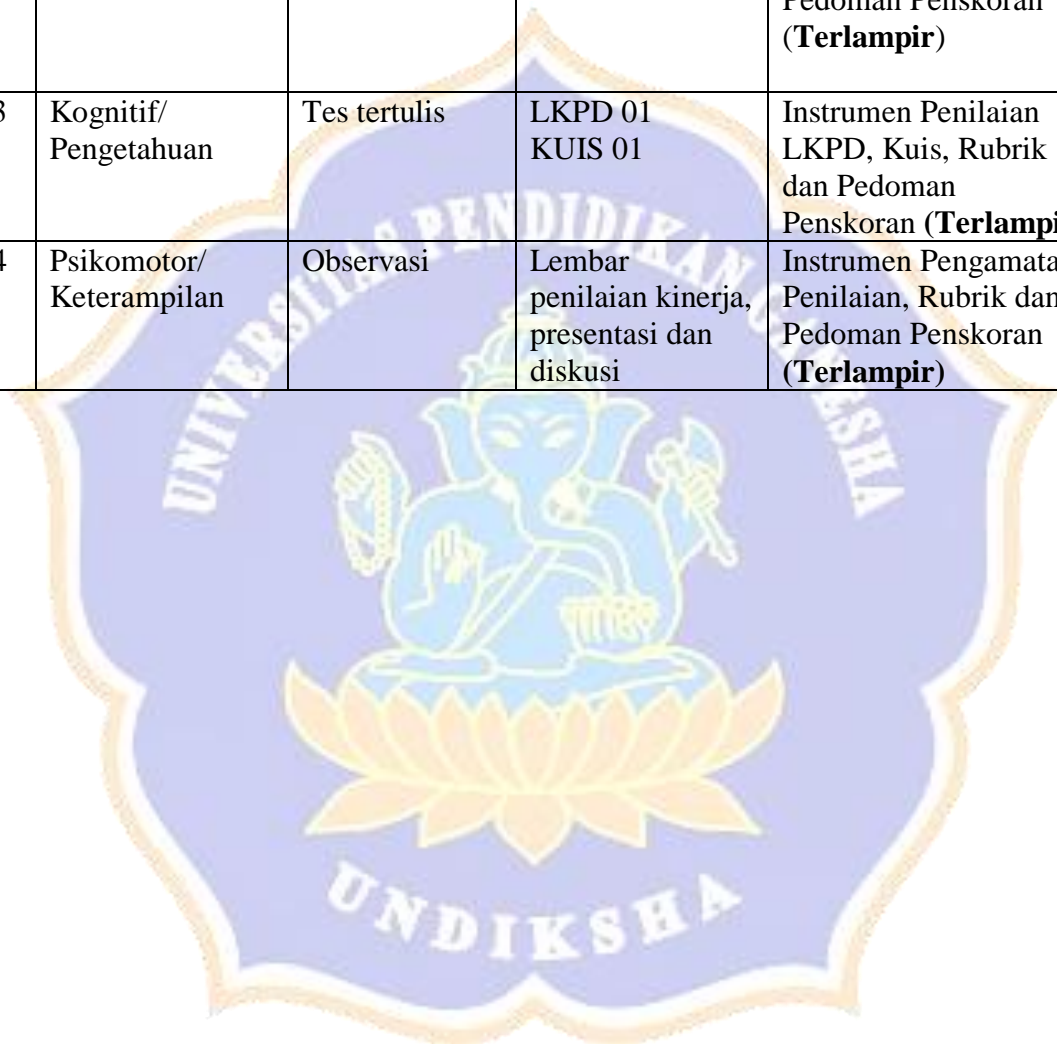 Pedoman Penskoran
(Terlampir)
3 Kognitif/ Tes tertulis LKPD 01 Instrumen Penilaian
Pengetahuan KUIS 01 LKPD, Kuis, Rubrik
dan Pedoman
Penskoran (Terlampi
4 Psikomotor/ Observasi Lembar Instrumen Pengamata
Keterampilan penilaian kinerja, Penilaian, Rubrik dan
presentasi dan Pedoman Penskoran
diskusi (Terlampir)
UNIVERSITAS PENDIDIKAN GANESHA
UNDIKSHA